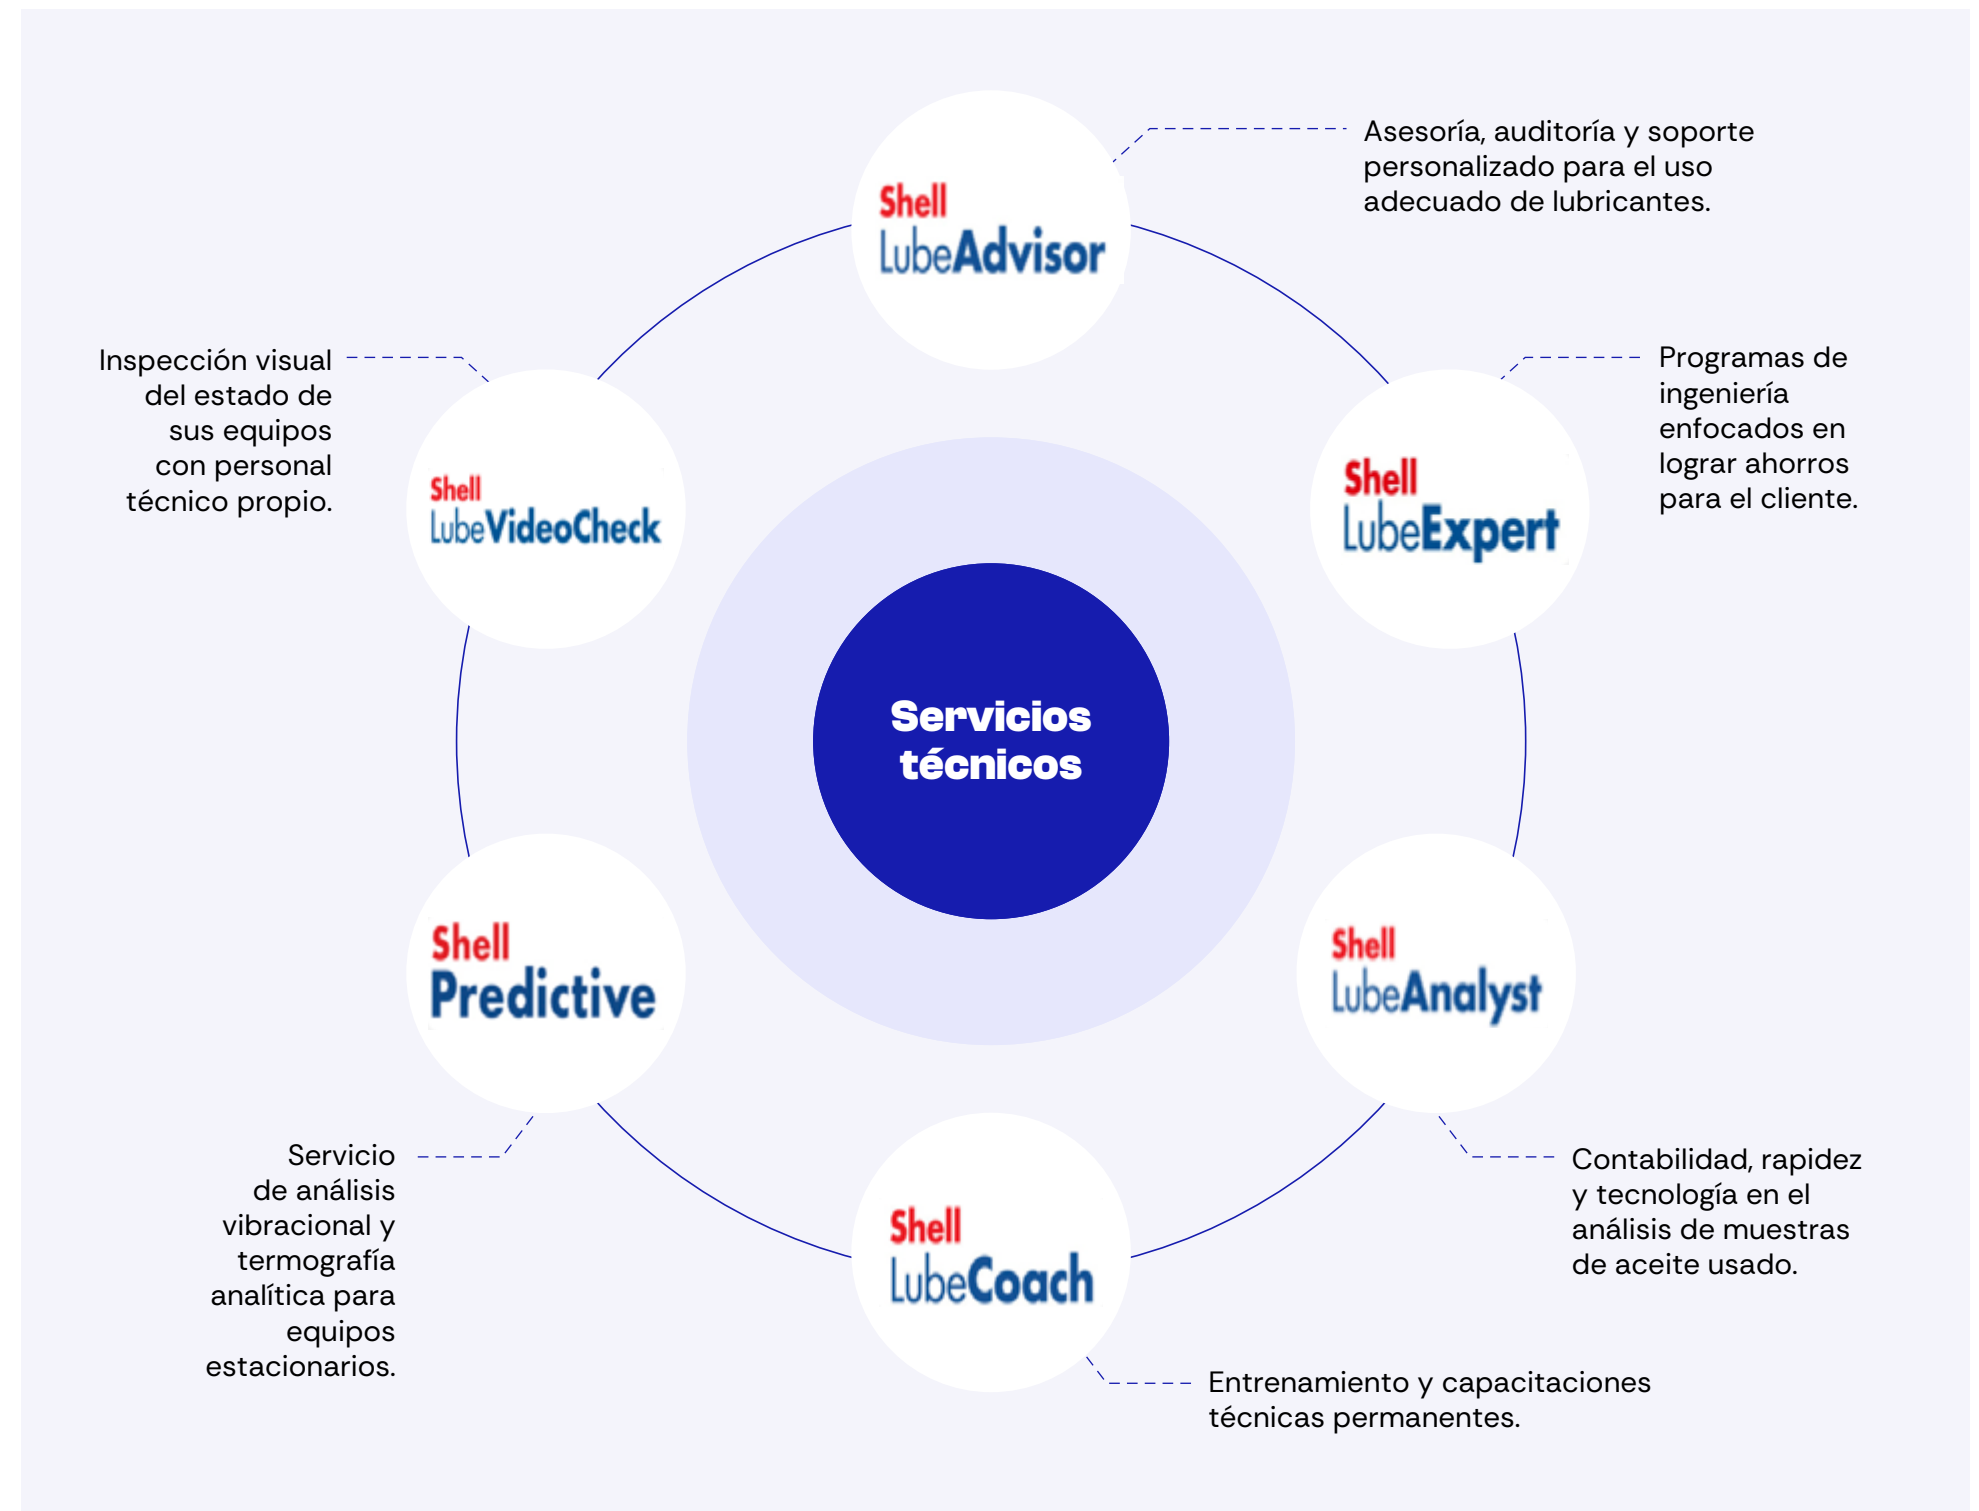 Shell
LubeAdvisor
Asesoría, auditoría y soporte
personalizado para el uso
adecuado de lubricantes.
Shell
LubeExpert
Programas de
ingeniería
enfocados en
lograr ahorros
para el cliente.
Shell
LubeAnalyst
Contabilidad, rapidez
y tecnología en el
análisis de muestras
de aceite usado.
Shell
LubeCoach
Entrenamiento y capacitaciones
técnicas permanentes.
Shell
Predictive
Servicio
de análisis
vibracional y
termografía
analítica para
equipos
estacionarios.
Shell
LubeVideoCheck
Inspección visual
del estado de
sus equipos
con personal
técnico propio.
Servicios
técnicos